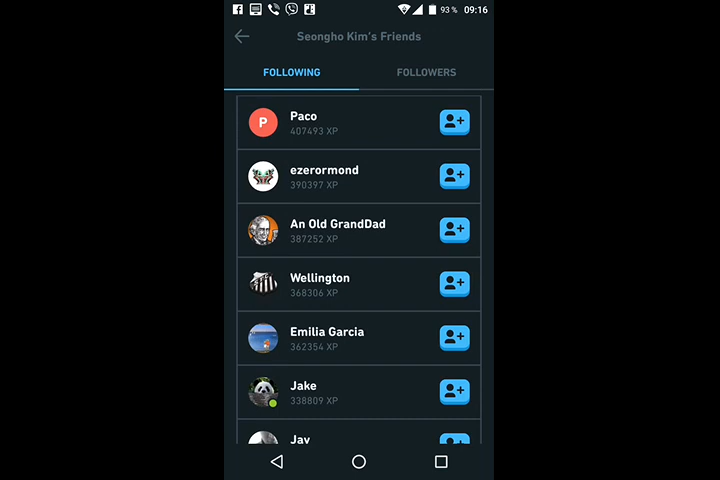 93 % 09:16
Seongho Kim's Friends
FOLLOWING FOLLOWERS
P Paco
407493 XP
ezerormond
390397 XP
An Old GrandDad
387252 XP
Wellington
368306 XP
Emilia Garcia
362354 XP
Jake
338809 XP
Jay